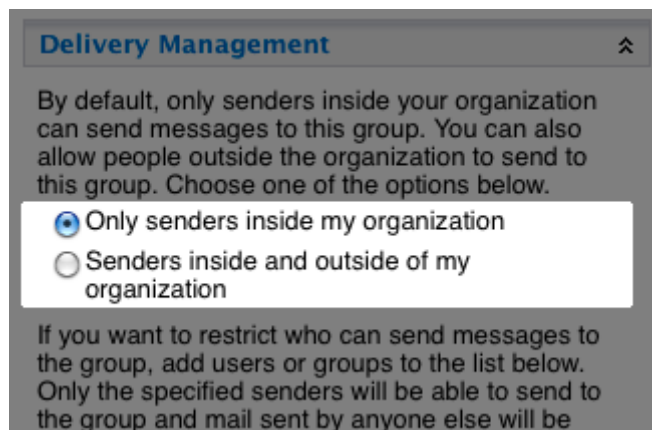 Delivery Management
By default, only senders inside your organization
can send messages to this group. You can also
allow people outside the organization to send to
this group. Choose one of the options below.
Only senders inside my organization
Senders inside and outside of my
organization
If you want to restrict who can send messages to
the group, add users or groups to the list below.
Only the specified senders will be able to send to
the group and mail sent by anyone else will be